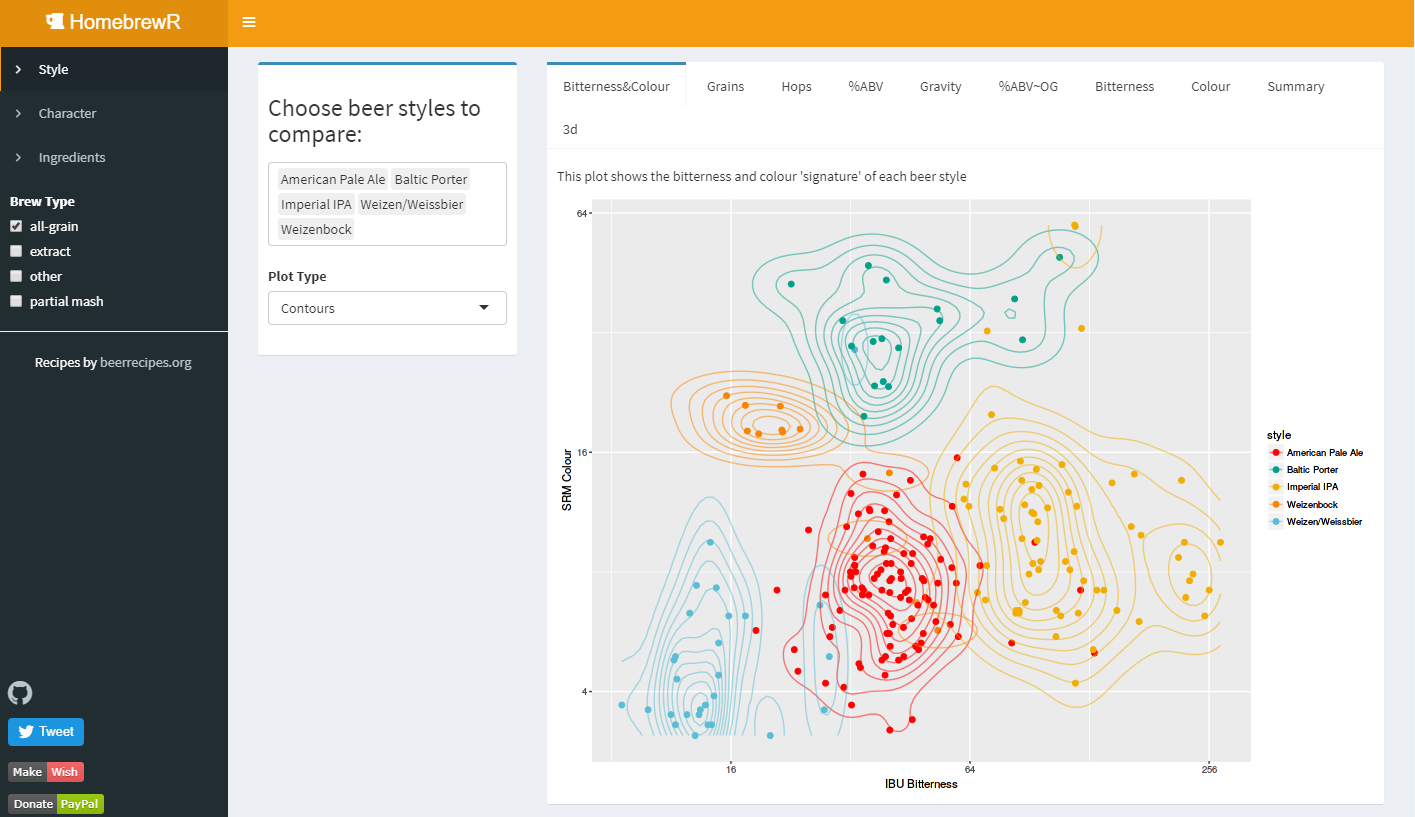 HomebrewR
Style
Character
Ingredients
Brew Type
all-grain
extract
other
partial mash
Recipes by beerrecipes.org
Tweet
Make Wish
Donate PayPal
Choose beer styles to
compare:
American Pale Ale Baltic Porter
Imperial IPA Weizen/Weissbier
Weizenbock
Plot Type
Contours
Bitterness&Colour Grains Hops %ABV Gravity %ABV~OG Bitterness Colour Summary
3d
This plot shows the bitterness and colour 'signature' of each beer style
64
16
4
SRM Colour
16 64 256
IBU Bitterness
style
American Pale Ale
Baltic Porter
Imperial IPA
Weizenbock
Weizen/Weissbier